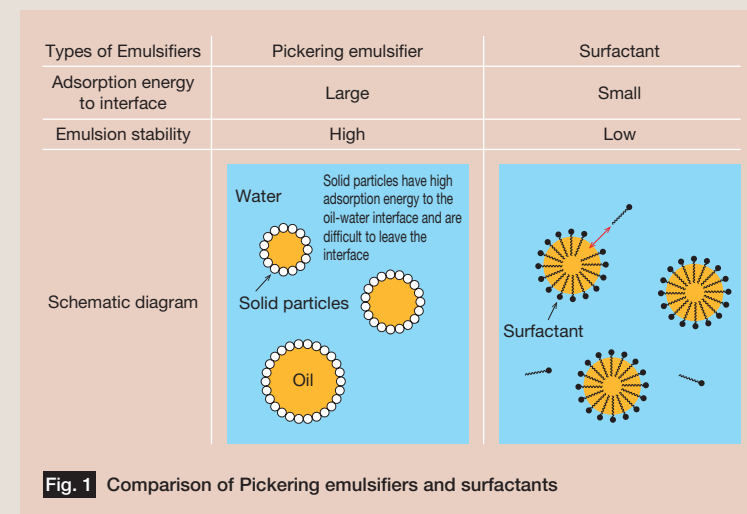 Types of Emulsifiers
Pickering emulsifier
Surfactant
Adsorption energy
to interface
Large
Small
Emulsion stability
High
Low
Schematic diagram
Water
Solid particles have high
adsorption energy to the
oil-water interface and are
difficult to leave the
interface
Solid particles
Oil
Surfactant
Fig. 1 Comparison of Pickering emulsifiers and surfactants